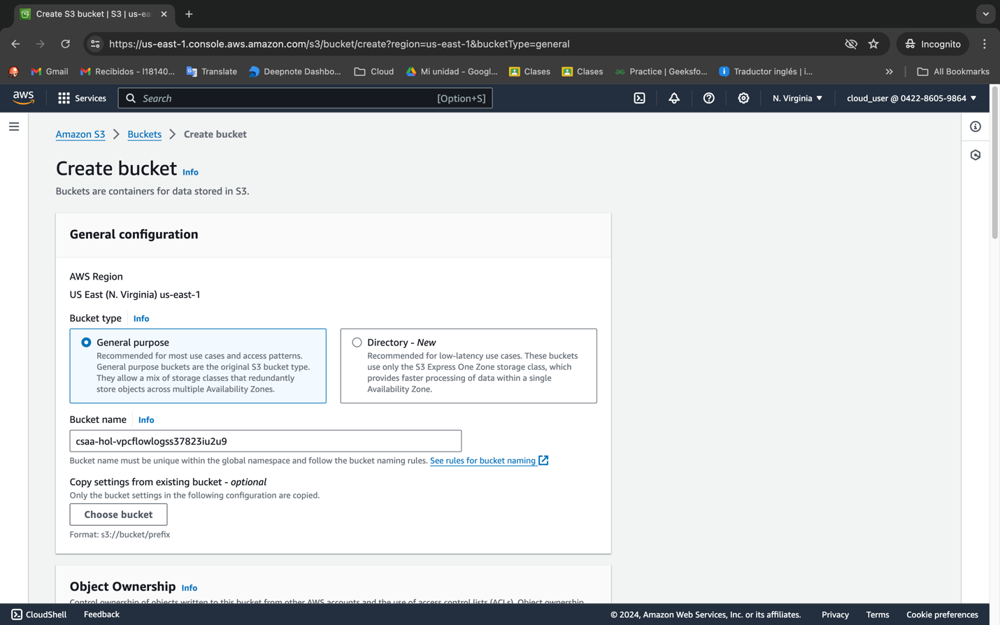 Create S3 bucket | S3 | us-ea
https://us-east-1.console.aws.amazon.com/s3/bucket/create?region=us-east-1&bucketType=general
Incognito
Gmail
Recibidos - l18140...
Translate
Deepnote Dashbo...
Cloud
Mi unidad - Googl...
Clases
Clases
Practice | Geeksfo...
Traductor inglés | i...
All Bookmarks
aws
Services
Search
[Option+S]
N. Virginia
cloud_user @ 0422-8605-9864
Amazon S3
Buckets
Create bucket
Create bucket Info
Buckets are containers for data stored in S3.
General configuration
AWS Region
US East (N. Virginia) us-east-1
Bucket type Info
General purpose
Recommended for most use cases and access patterns.
General purpose buckets are the original S3 bucket type.
They allow a mix of storage classes that redundantly
store objects across multiple Availability Zones.
Directory - New
Recommended for low-latency use cases. These buckets
use only the S3 Express One Zone storage class, which
provides faster processing of data within a single
Availability Zone.
Bucket name Info
csaa-hol-vpcflowlogss37823iu2u9
Bucket name must be unique within the global namespace and follow the bucket naming rules. See rules for bucket naming
Copy settings from existing bucket - optional
Only the bucket settings in the following configuration are copied.
Choose bucket
Format: s3://bucket/prefix
Object Ownership Info
Control ownership of objects written to this bucket from other AWS accounts and the use of access control lists (ACLs). Object ownership
CloudShell
Feedback
© 2024, Amazon Web Services, Inc. or its affiliates.
Privacy
Terms
Cookie preferences